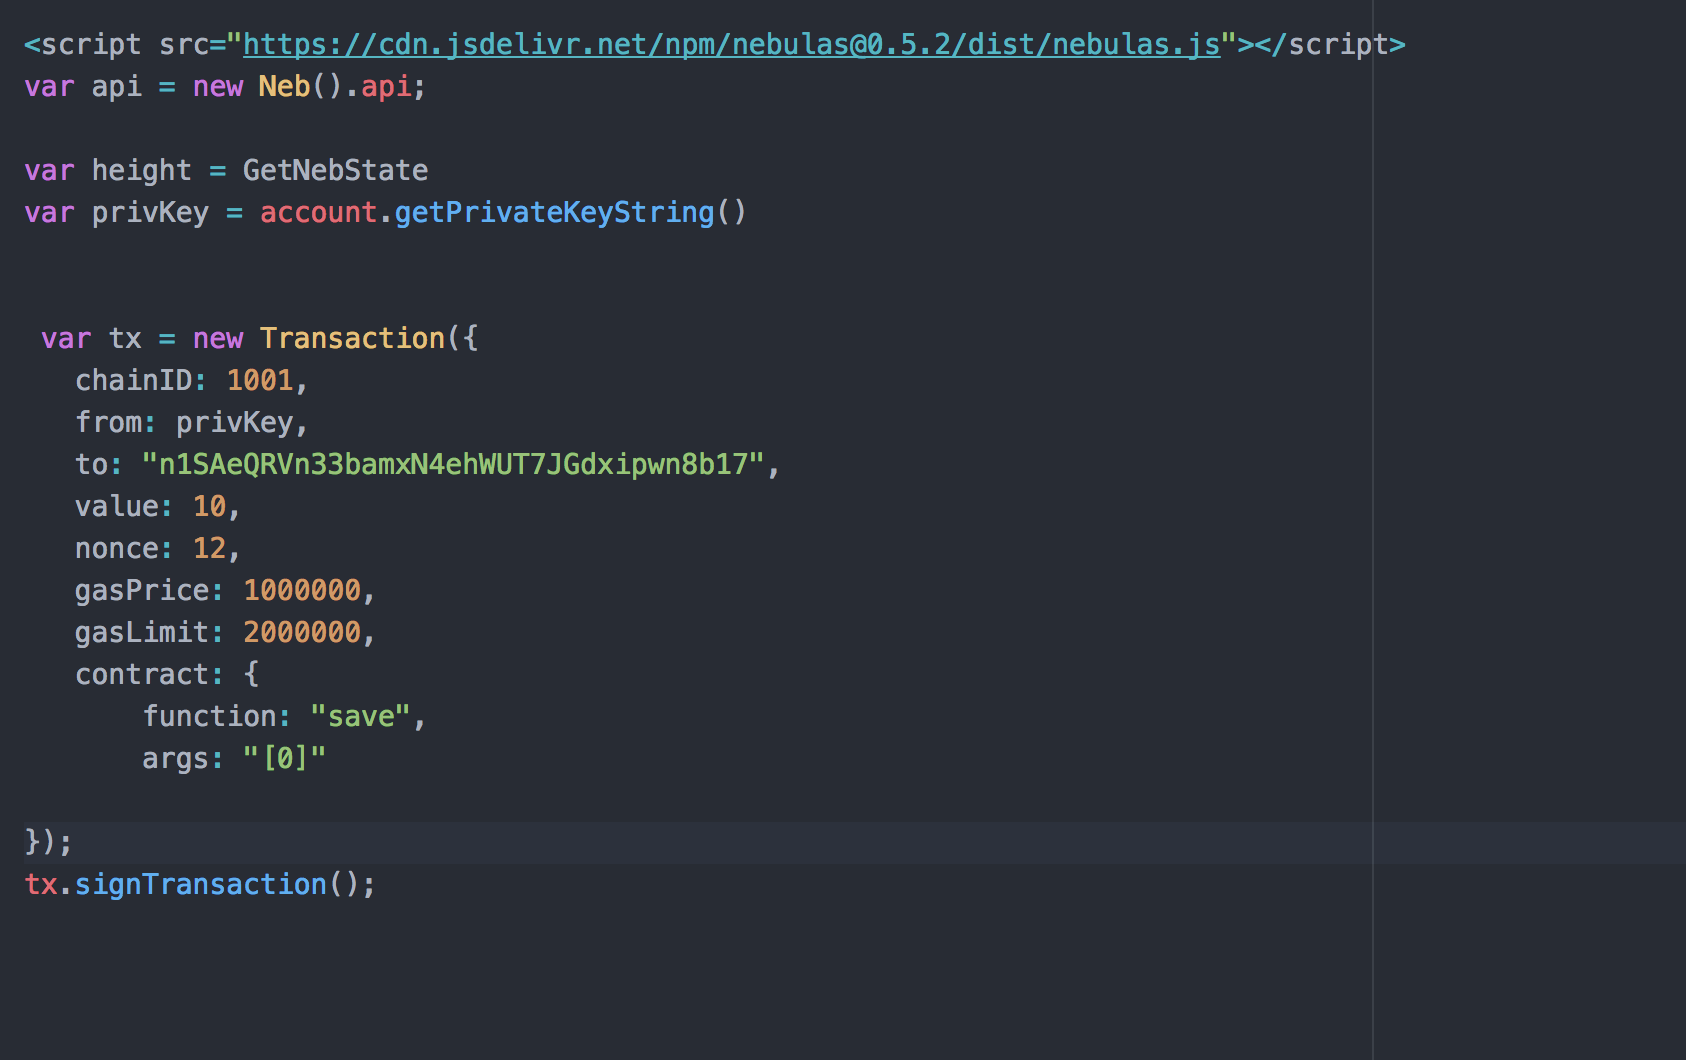 <script src="https://cdn.jsdelivr.net/npm/nebulas@0.5.2/dist/nebulas.js"></script>
var api = new Neb().api;
var height = GetNebState
var privKey = account.getPrivateKeyString()
var tx = new Transaction({
chainID: 1001,
from: privKey,
to: "n1SAeQRVn33bamxN4ehWUT7JGdxipwn8b17",
value: 10,
nonce: 12,
gasPrice: 1000000,
gasLimit: 2000000,
contract: {
function: "save",
args: "[0]"
});
tx.signTransaction();